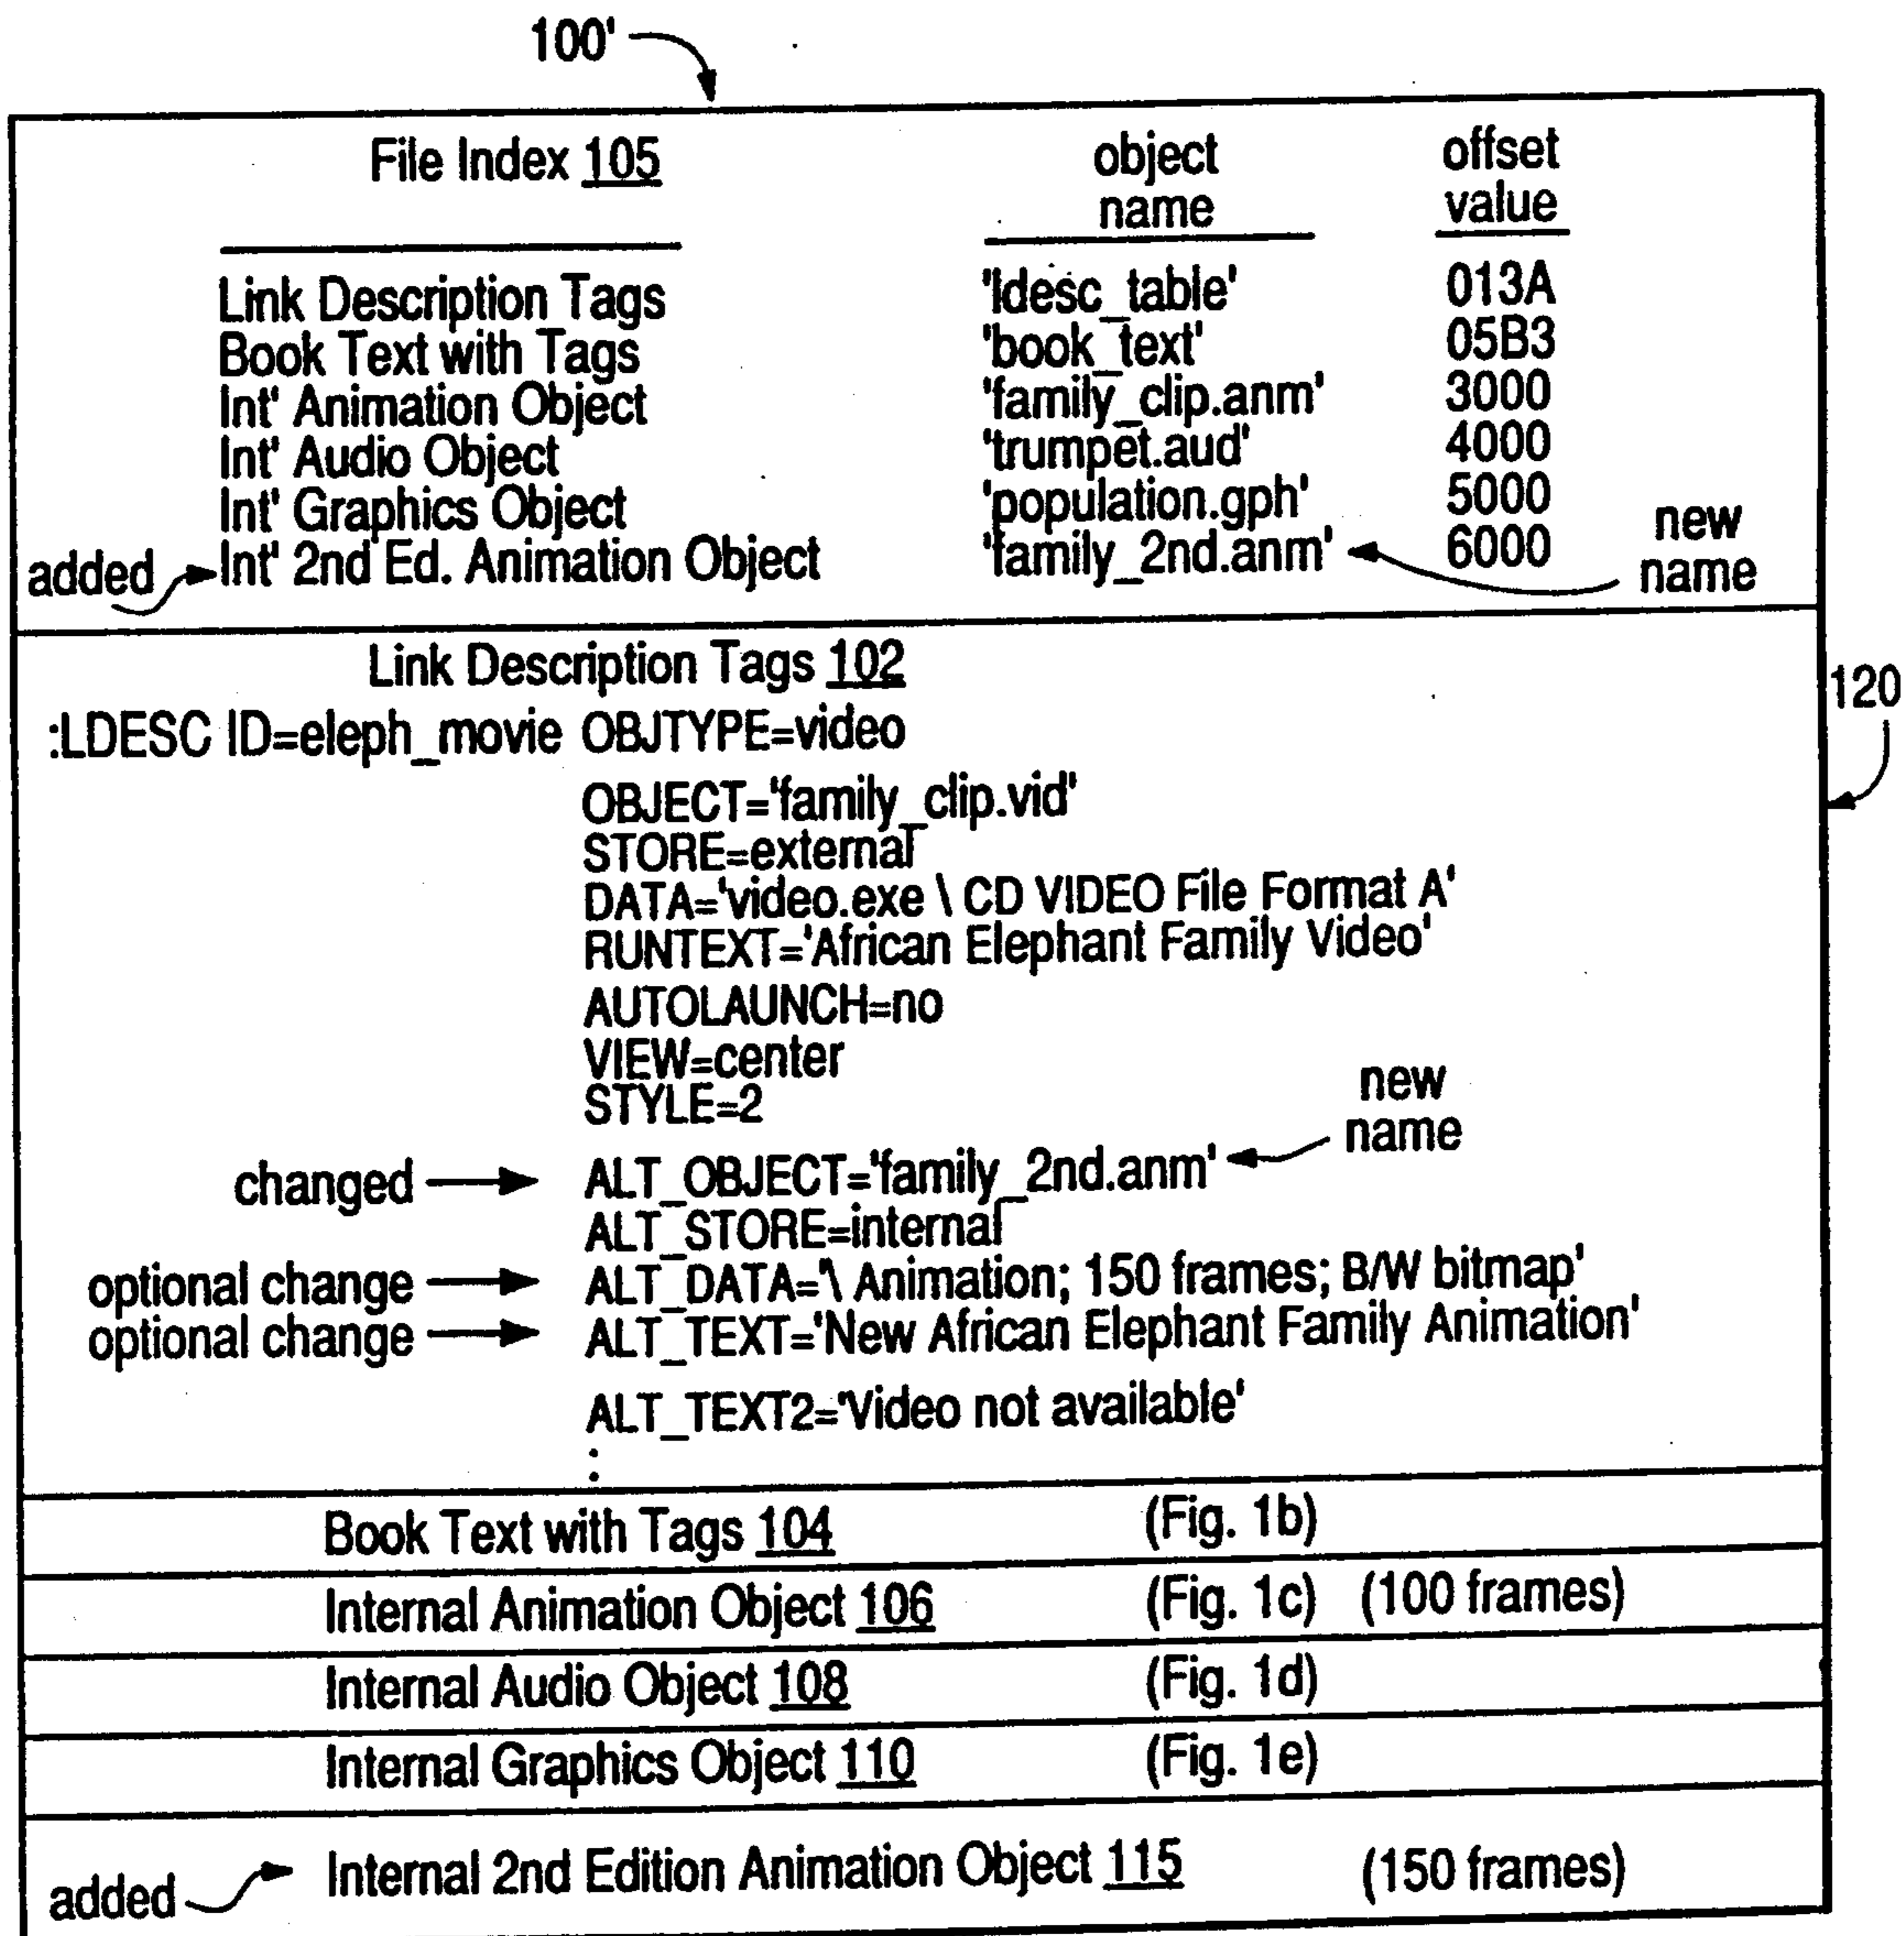 100'
File Index 105 object offset
name value
Link Description Tags 'ldesc_table' 013A
Book Text with Tags 'book_text' 05B3
Int' Animation Object 'family_clip.anm' 3000
Int' Audio Object 'trumpet.aud' 4000
Int' Graphics Object 'population.gph' 5000 new
added Int' 2nd Ed. Animation Object 'family_2nd.anm' 6000 name
Link Description Tags 102
120
:LDESC ID=eleph_movie OBJTYPE=video
OBJECT='family_clip.vid'
STORE=external
DATA='video.exe \ CD VIDEO File Format A'
RUNTEXT='African Elephant Family Video'
AUTOLAUNCH=no
VIEW=center
STYLE=2
new
name
changed ALT_OBJECT='family_2nd.anm'
ALT_STORE=internal
optional change ALT_DATA='\ Animation; 150 frames; B/W bitmap'
optional change ALT_TEXT='New African Elephant Family Animation'
ALT_TEXT2='Video not available'
:
Book Text with Tags 104 (Fig. 1b)
Internal Animation Object 106 (Fig. 1c) (100 frames)
Internal Audio Object 108 (Fig. 1d)
Internal Graphics Object 110 (Fig. 1e)
added Internal 2nd Edition Animation Object 115 (150 frames)